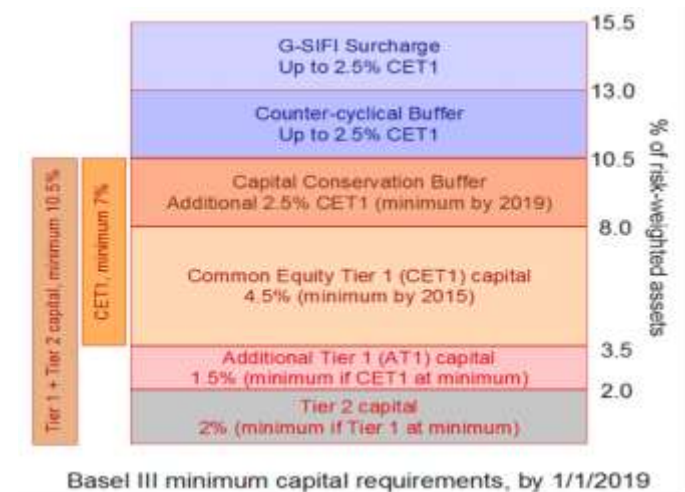 15.5
G-SIFI Surcharge
Up to 2.5% CET1
13.0
Counter-cyclical Buffer
Up to 2.5% CET1
10.5
Capital Conservation Buffer
Additional 2.5% CET1 (minimum by 2019)
8.0
Common Equity Tier 1 (CET1) capital
4.5% (minimum by 2015)
3.5
Additional Tier 1 (AT1) capital
1.5% (minimum if CET1 at minimum)
2.0
Tier 2 capital
2% (minimum if Tier 1 at minimum)
Tier 1 + Tier 2 capital, minimum 10.5%
CET1, minimum 7%
% of risk-weighted assets
Basel III minimum capital requirements, by 1/1/2019